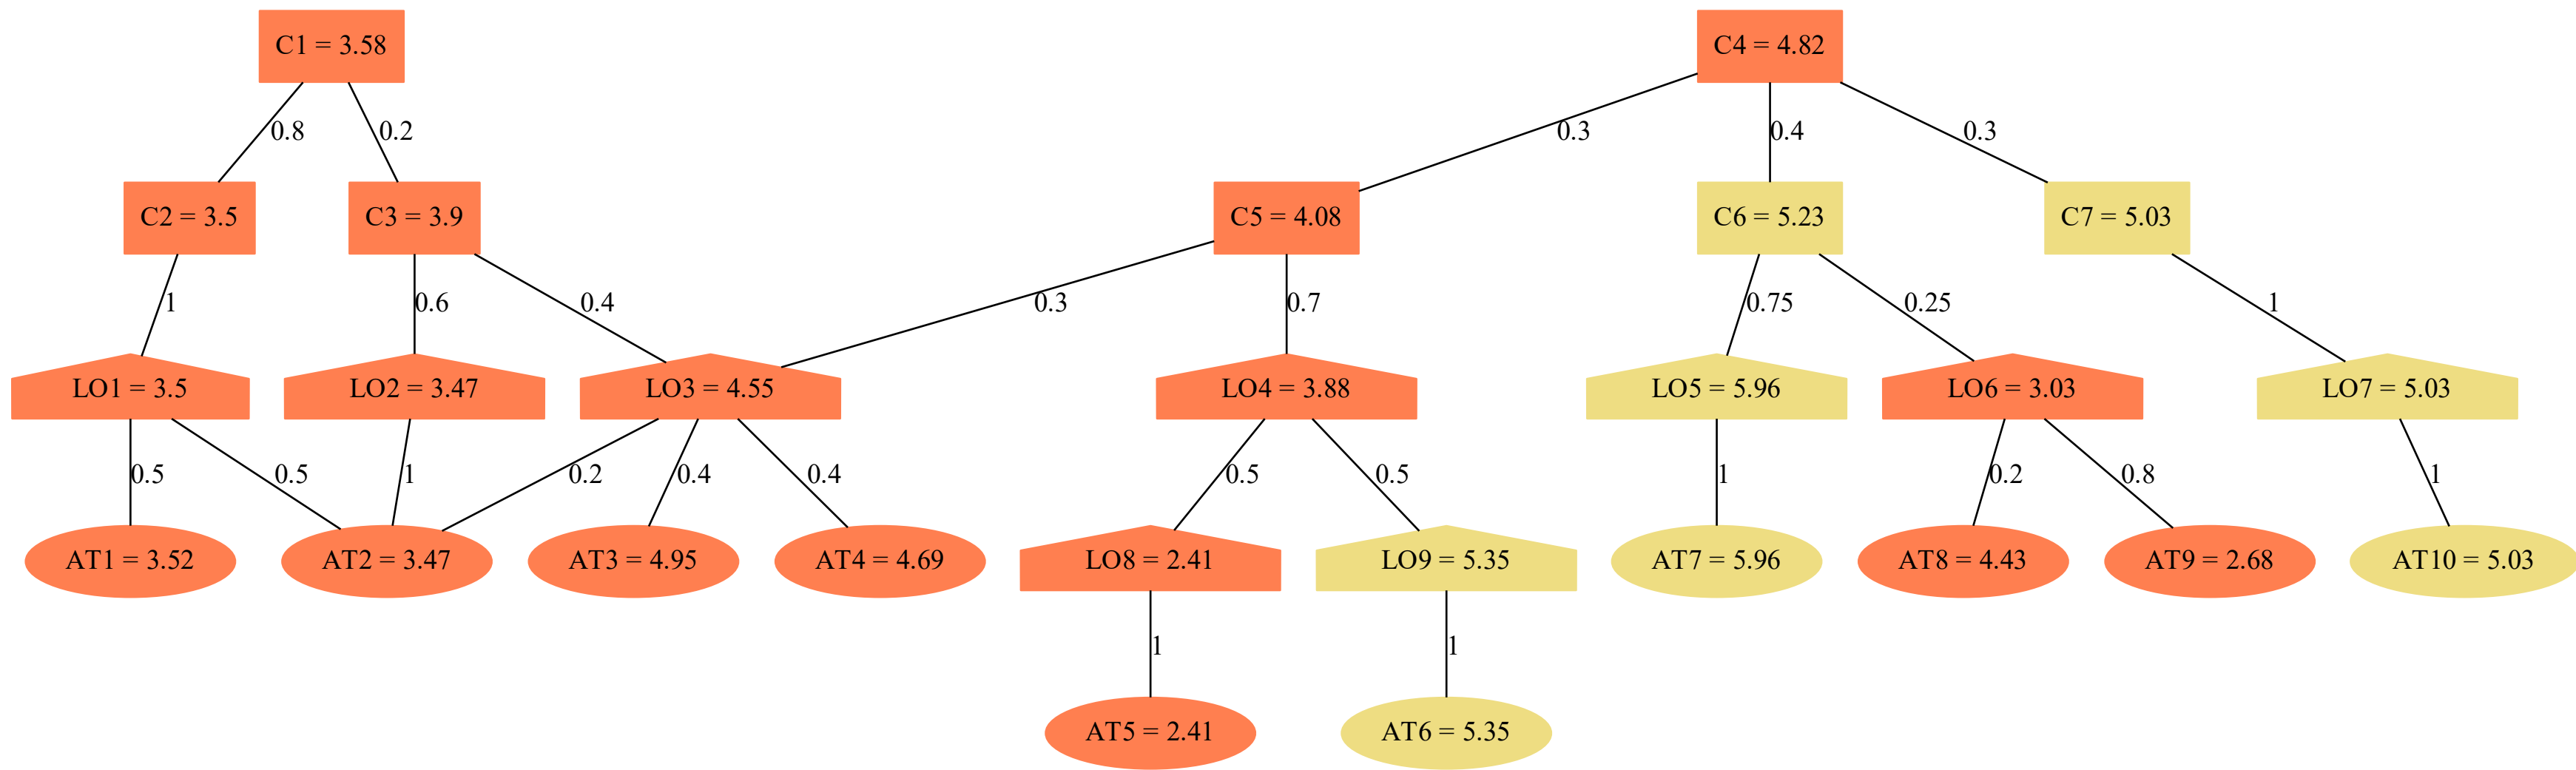 C1 = 3.58
C4 = 4.82
0.8
0.2
0.3
0.4
0.3
C2 = 3.5
C3 = 3.9
C5 = 4.08
C6 = 5.23
C7 = 5.03
1
0.6
0.4
0.3
0.7
0.75
0.25
1
LO1 = 3.5
LO2 = 3.47
LO3 = 4.55
LO4 = 3.88
LO5 = 5.96
LO6 = 3.03
LO7 = 5.03
0.5
0.5
1
0.2
0.4
0.4
0.5
0.5
1
0.2
0.8
1
AT1 = 3.52
AT2 = 3.47
AT3 = 4.95
AT4 = 4.69
LO8 = 2.41
LO9 = 5.35
AT7 = 5.96
AT8 = 4.43
AT9 = 2.68
AT10 = 5.03
1
1
AT5 = 2.41
AT6 = 5.35